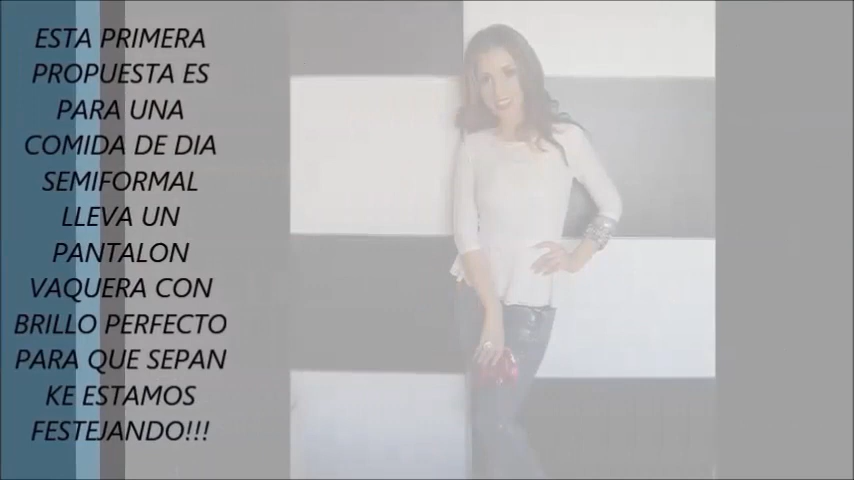 ESTA PRIMERA
PROPUESTA ES
PARA UNA
COMIDA DE DIA
SEMIFORMAL
LLEVA UN
PANTALON
VAQUERA CON
BRILLO PERFECTO
PARA QUE SEPAN
KE ESTAMOS
FESTEJANDO!!!